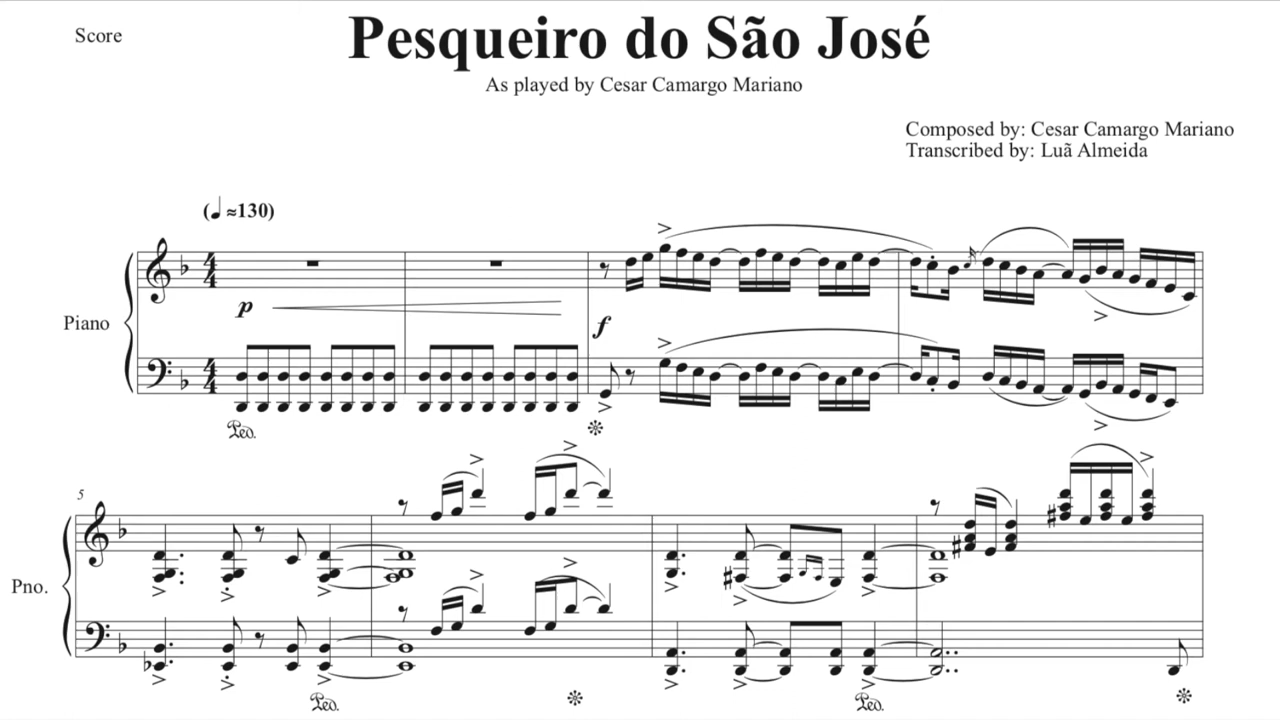 Score
Pesqueiro do São José
As played by Cesar Camargo Mariano
Composed by: Cesar Camargo Mariano
Transcribed by: Luã Almeida
(♩ ≈130)
Piano
p
f
Ped.
5
Pno.
Ped.
Ped.